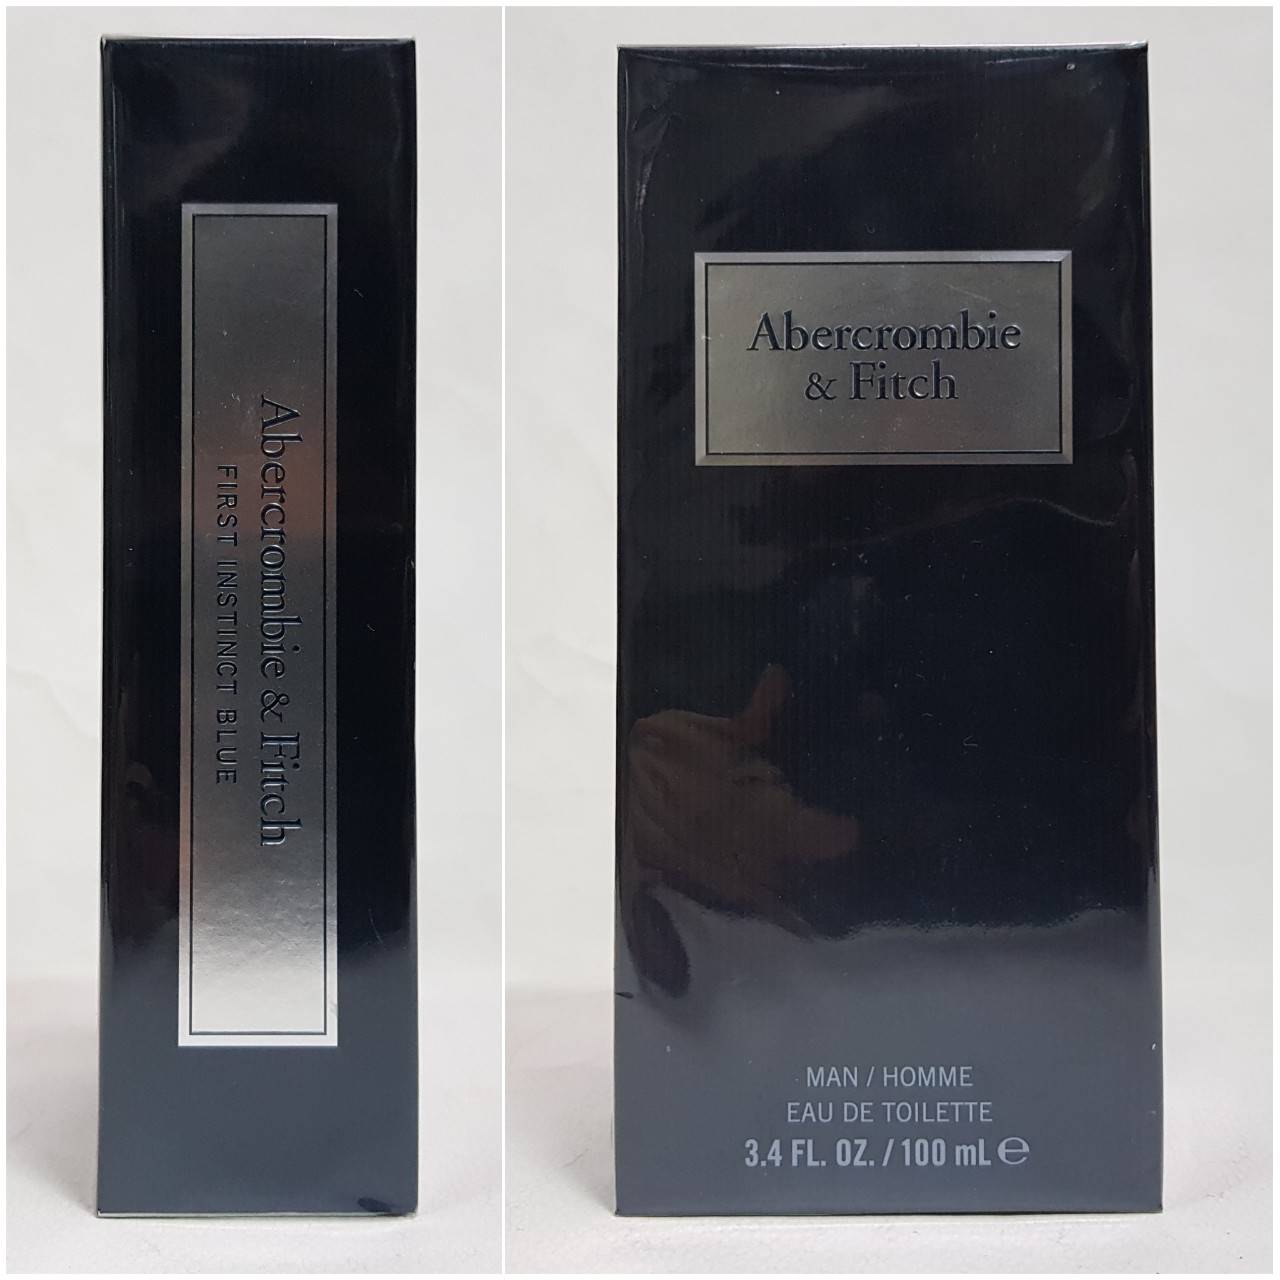 Abercrombie & Fitch
FIRST INSTINCT BLUE
Abercrombie
& Fitch
MAN / HOMME
EAU DE TOILETTE
3.4 FL. OZ. / 100 mL ℮